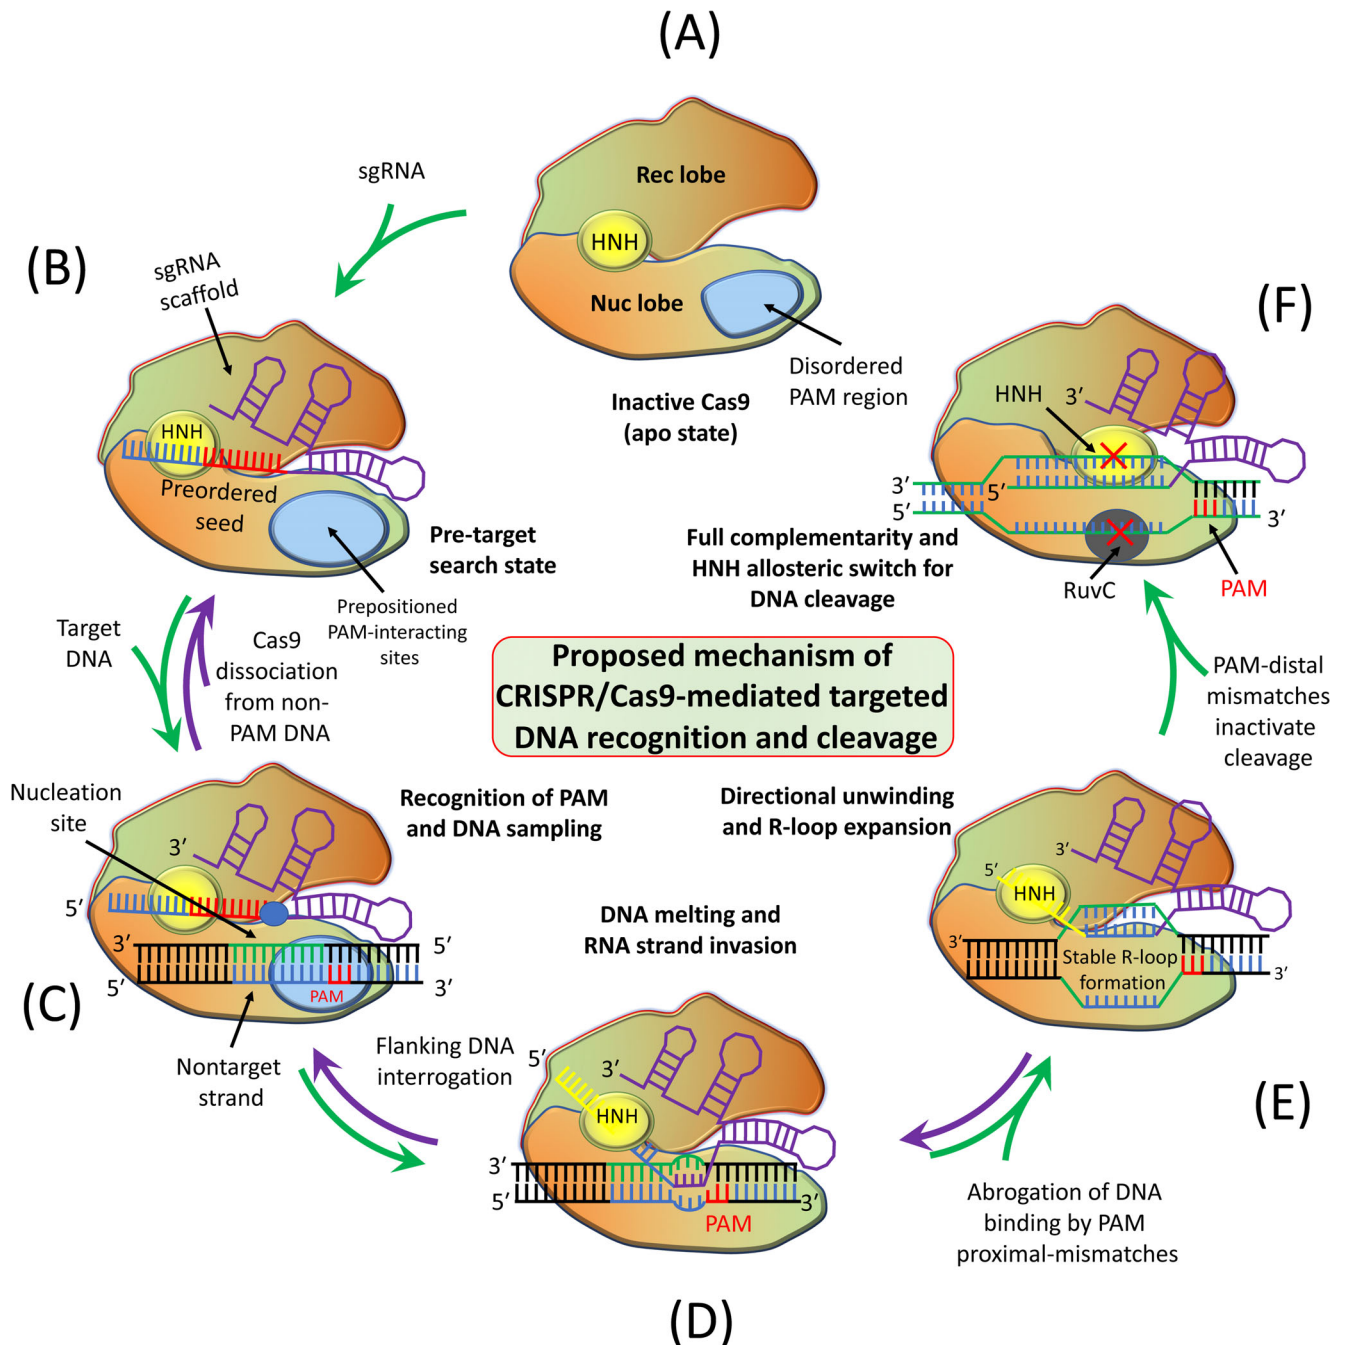 (A)
Rec lobe
HNH
Nuc lobe
Disordered
PAM region
Inactive Cas9
(apo state)
sgRNA
(B)
sgRNA
scaffold
HNH
Preordered
seed
Pre-target
search state
Prepositioned
PAM-interacting
sites
Target
DNA
Cas9
dissociation
from non-
PAM DNA
Proposed mechanism of
CRISPR/Cas9-mediated targeted
DNA recognition and cleavage
Nucleation
site
3′
5′
3′
5′
5′
3′
PAM
Recognition of PAM
and DNA sampling
(C)
Nontarget
strand
Flanking DNA
interrogation
DNA melting and
RNA strand invasion
5′
3′
HNH
3′
5′
3′
PAM
(D)
Directional unwinding
and R-loop expansion
3′
5′
HNH
3′
3′
Stable R-loop
formation
(E)
Abrogation of DNA
binding by PAM
proximal-mismatches
PAM-distal
mismatches
inactivate
cleavage
(F)
HNH
3′
3′
5′
5′
3′
RuvC
PAM
Full complementarity and
HNH allosteric switch for
DNA cleavage